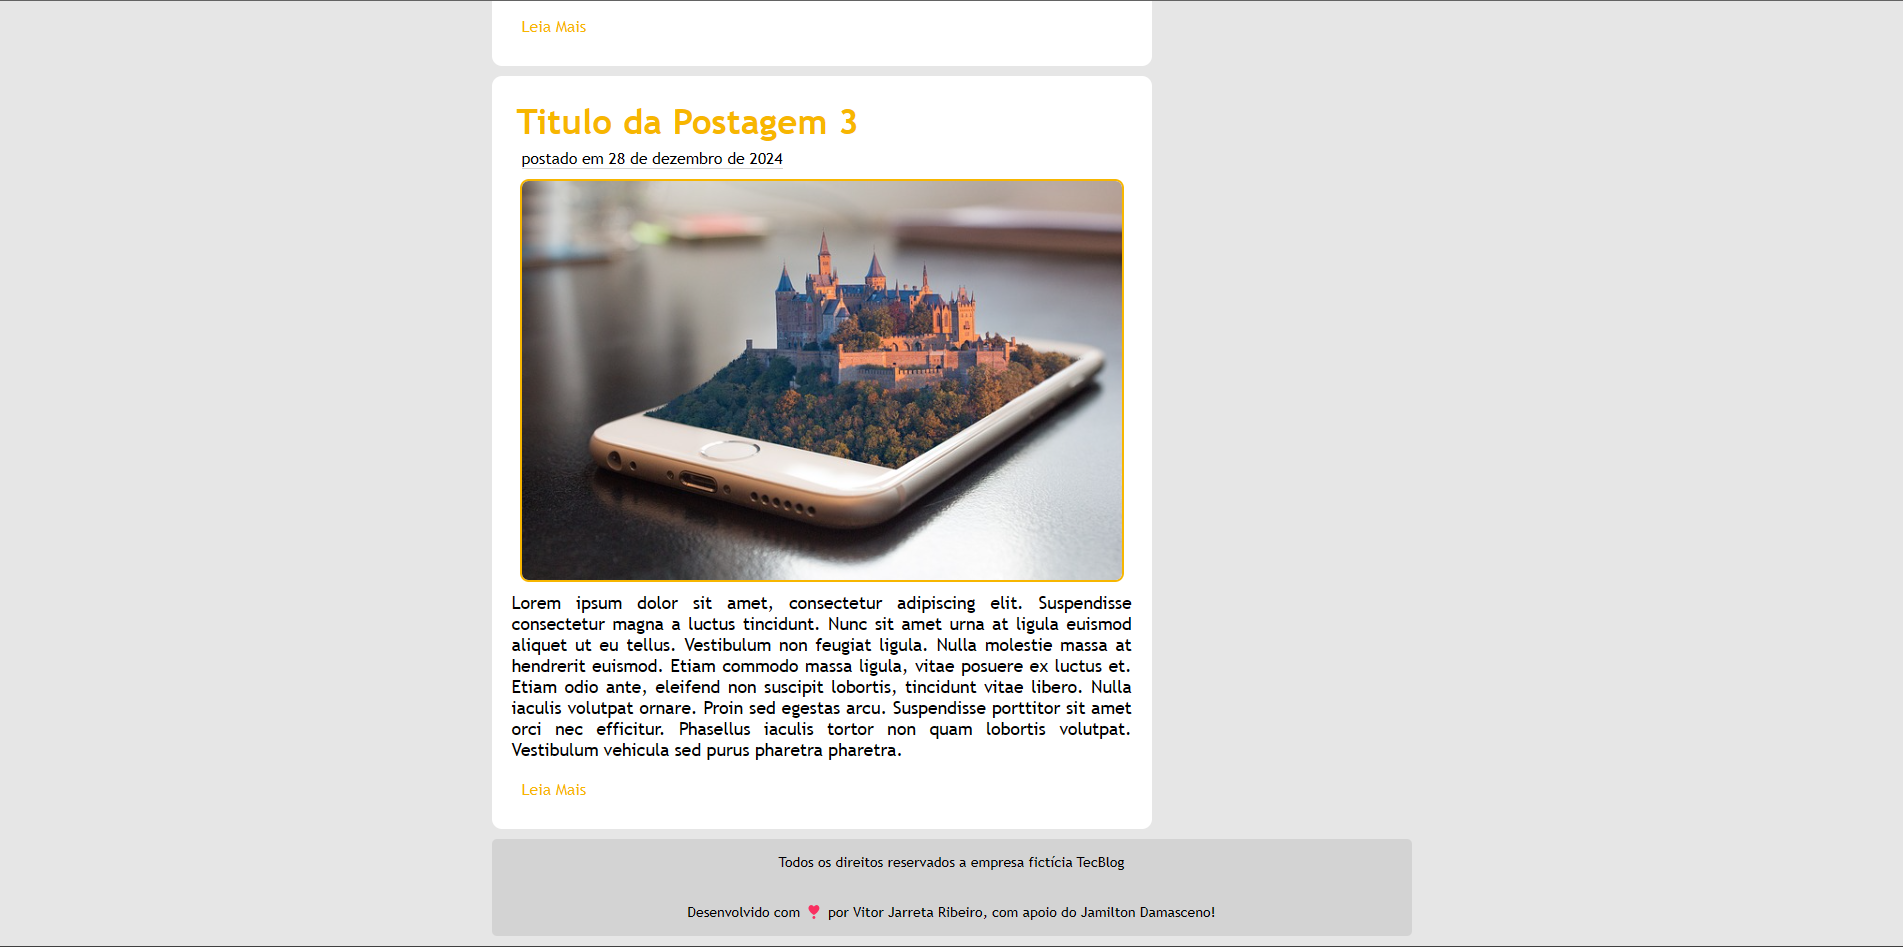 Leia Mais
Titulo da Postagem 3
postado em 28 de dezembro de 2024
Lorem ipsum dolor sit amet, consectetur adipiscing elit. Suspendisse
consectetur magna a luctus tincidunt. Nunc sit amet urna at ligula euismod
aliquet ut eu tellus. Vestibulum non feugiat ligula. Nulla molestie massa at
hendrerit euismod. Etiam commodo massa ligula, vitae posuere ex luctus et.
Etiam odio ante, eleifend non suscipit lobortis, tincidunt vitae libero. Nulla
iaculis volutpat ornare. Proin sed egestas arcu. Suspendisse porttitor sit amet
orci nec efficitur. Phasellus iaculis tortor non quam lobortis volutpat.
Vestibulum vehicula sed purus pharetra pharetra.
Leia Mais
Todos os direitos reservados a empresa fictícia TecBlog
Desenvolvido com ❣ por Vitor Jarreta Ribeiro, com apoio do Jamilton Damasceno!